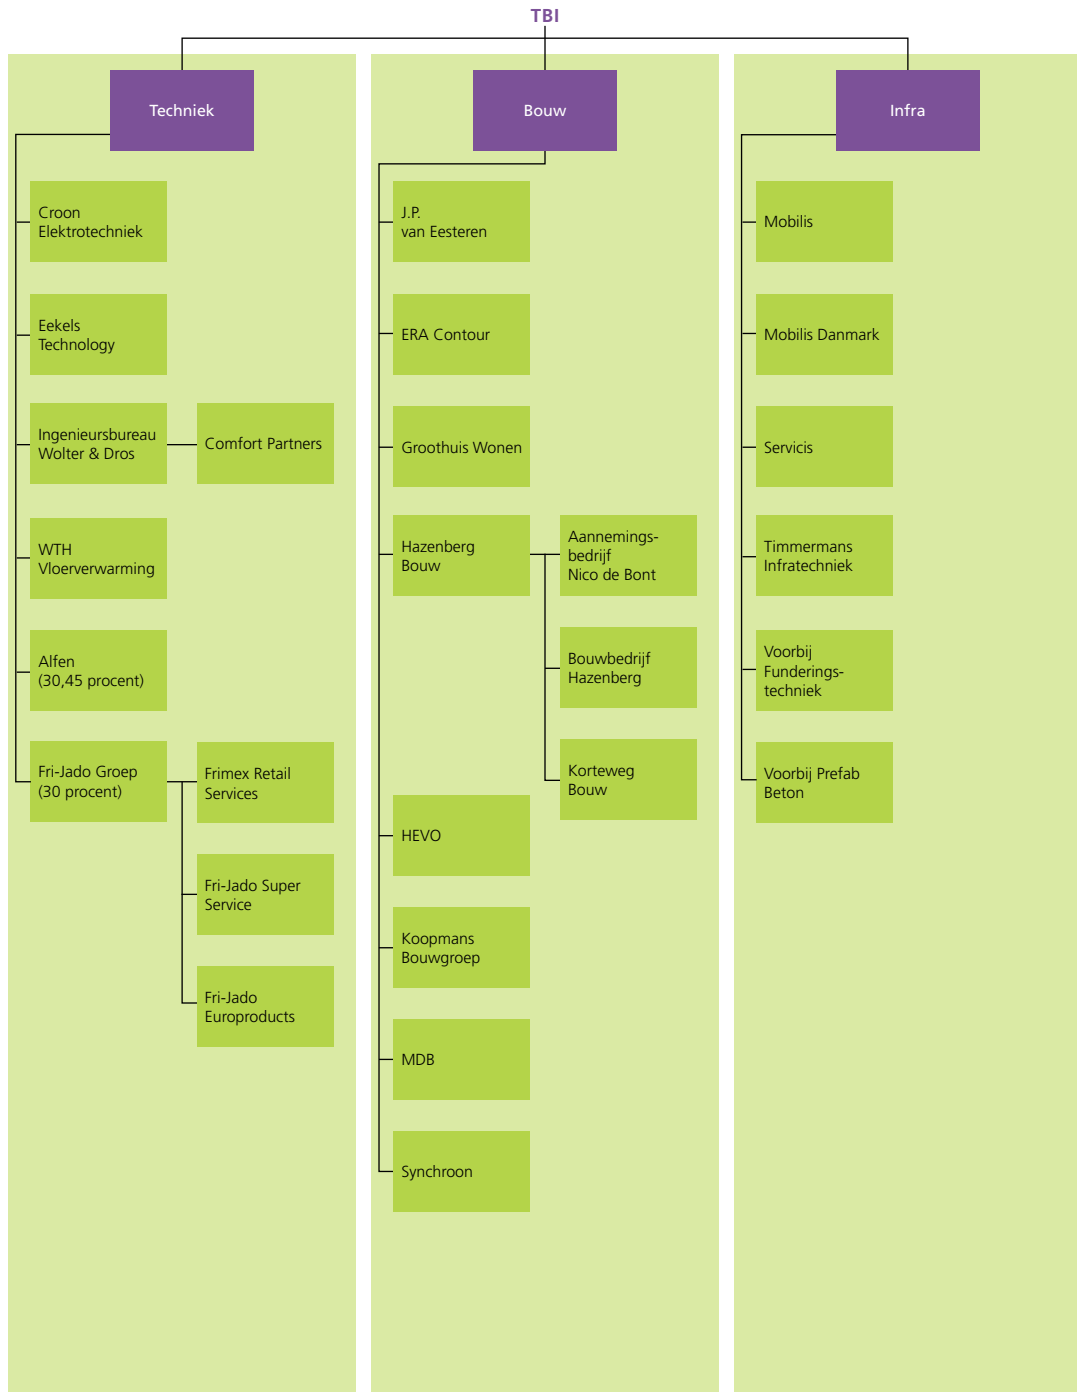 TBI
Techniek
Croon
Elektrotechniek
Eekels
Technology
Ingenieursbureau
Wolter & Dros
Comfort Partners
WTH
Vloerverwarming
Alfen
(30,45 procent)
Fri-Jado Groep
(30 procent)
Frimex Retail
Services
Fri-Jado Super
Service
Fri-Jado
Europroducts
Bouw
J.P.
van Eesteren
ERA Contour
Groothuis Wonen
Hazenberg
Bouw
Aannemings-
bedrijf
Nico de Bont
Bouwbedrijf
Hazenberg
Korteweg
Bouw
HEVO
Koopmans
Bouwgroep
MDB
Synchroon
Infra
Mobilis
Mobilis Danmark
Servicis
Timmermans
Infratechniek
Voorbij
Funderings-
techniek
Voorbij Prefab
Beton